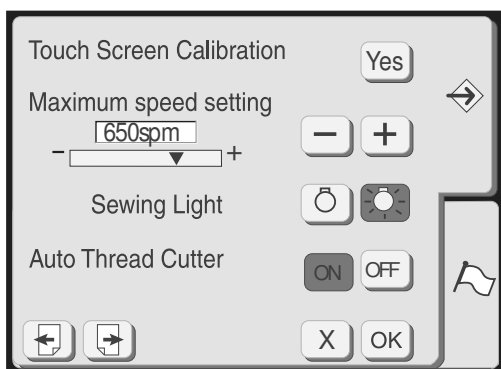 Touch Screen Calibration Yes
Maximum speed setting
650spm
- +
− +
Sewing Light
Auto Thread Cutter ON OFF
X OK